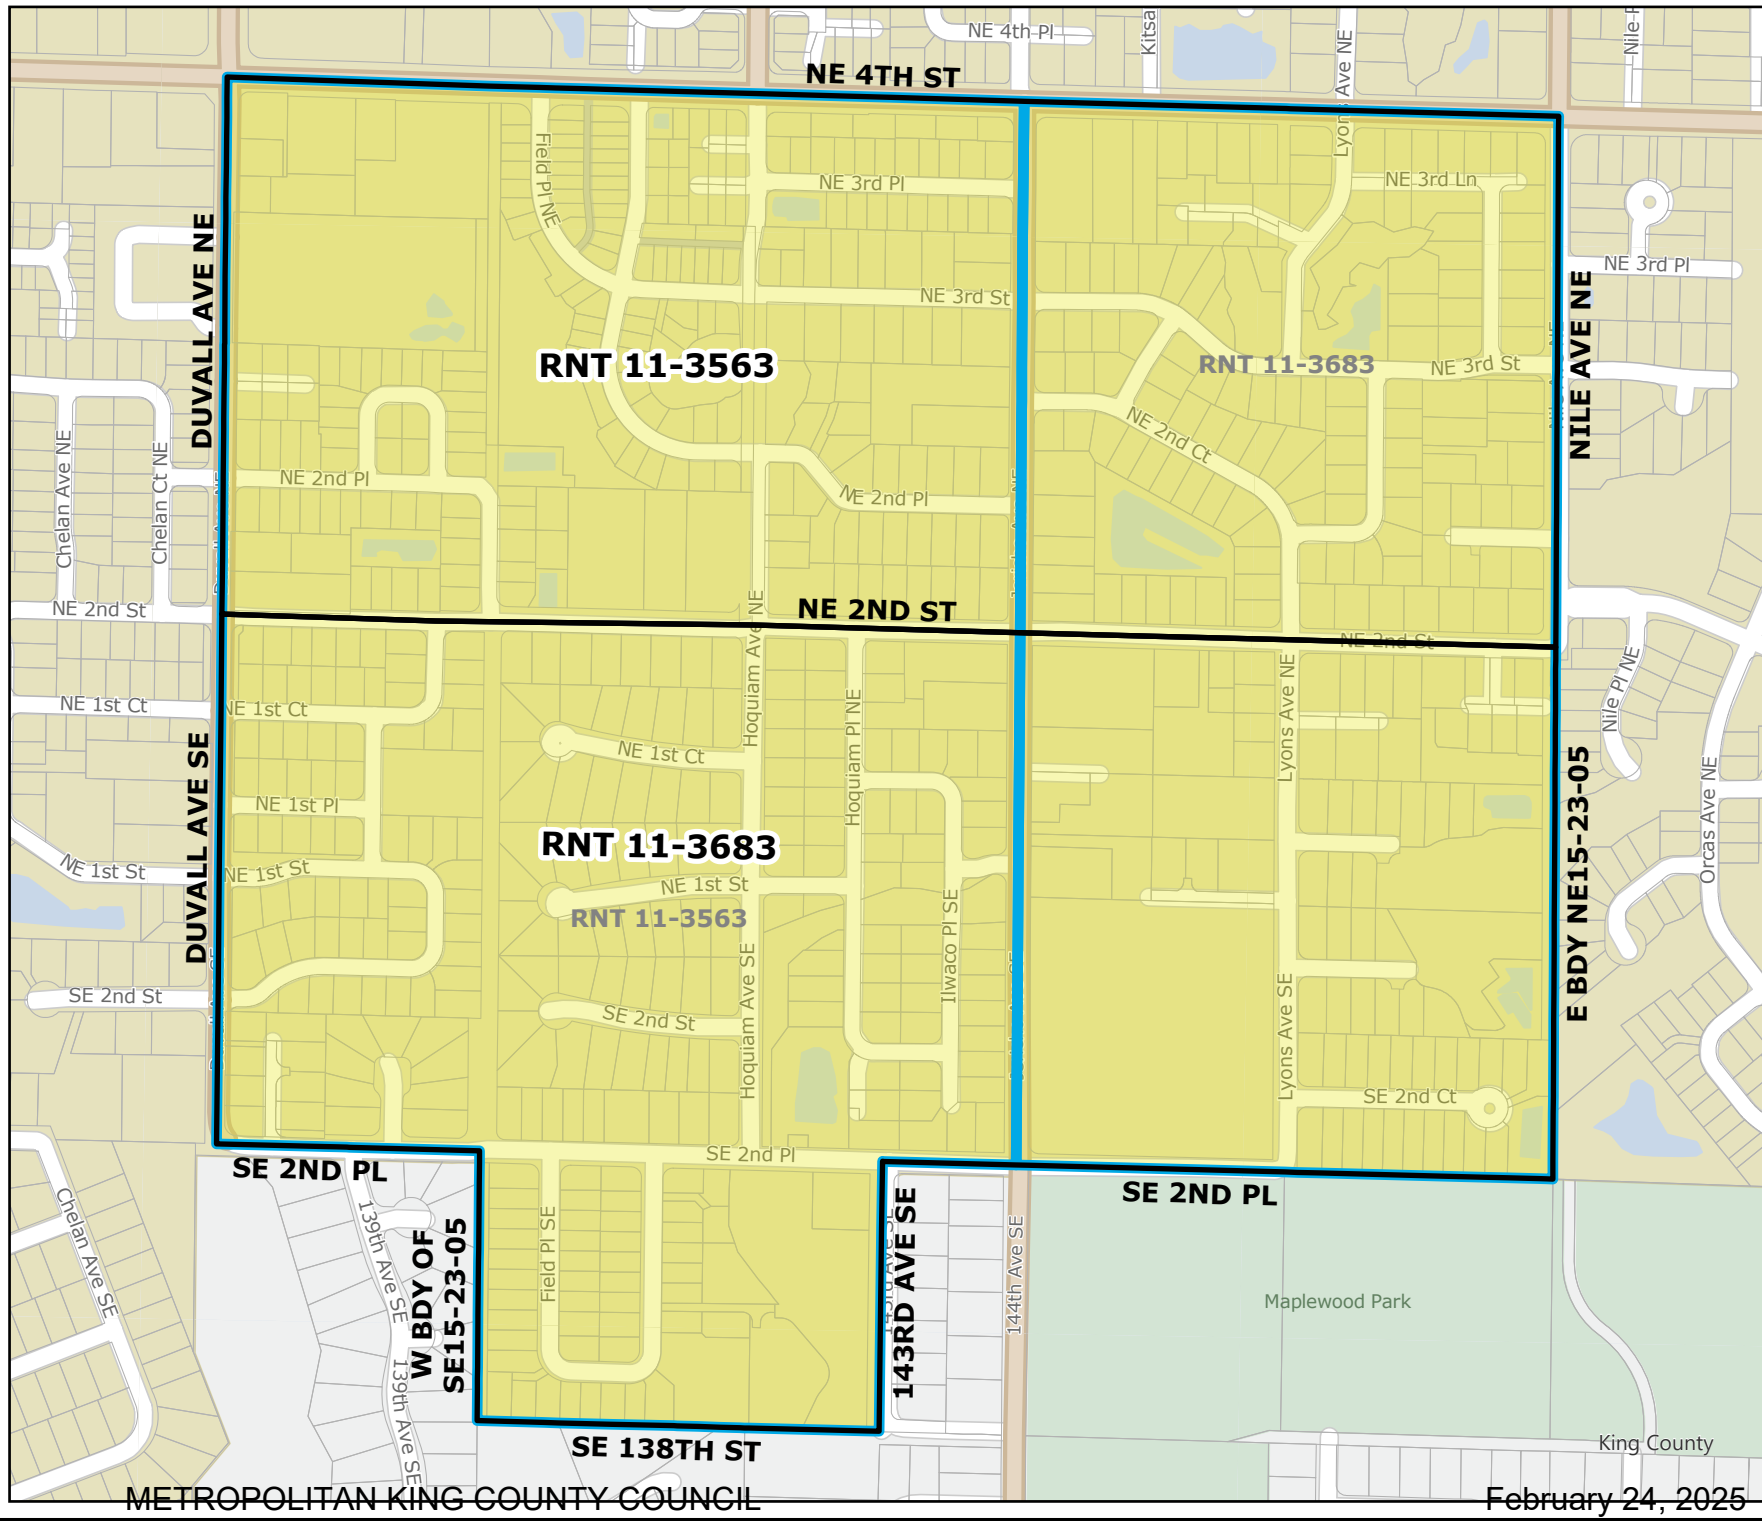 NE 4th Pl
Kitsa
Lyons Ave NE
Nile
NE 4TH ST
Field Pl NE
NE 3rd Pl
NE 3rd Ln
NE 3rd Pl
DUVALL AVE NE
NE 3rd St
NILE AVE NE
RNT 11-3563
RNT 11-3683
NE 3rd St
NE 2nd Ct
Chelan Ave NE
Chelan Ct NE
NE 2nd Pl
NE 2nd Pl
NE 2nd St
NE 2ND ST
NE 2nd St
Hoquiam Ave NE
Hoquiam Pl NE
Lyons Ave NE
Nile Pl NE
NE 1st Ct
NE 1st Ct
NE 1st Ct
DUVALL AVE SE
NE 1st Pl
E BDY NE15-23-05
Orcas Ave NE
RNT 11-3683
NE 1st St
NE 1st St
NE 1st St
RNT 11-3563
Ilwaco Pl SE
SE 2nd St
SE 2nd St
Hoquiam Ave SE
Lyons Ave SE
SE 2nd Ct
SE 2nd Pl
SE 2ND PL
SE 2ND PL
Chelan Ave SE
139th Ave SE
W BDY OF
SE15-23-05
Field Pl SE
143rd Ave SE
143RD AVE SE
144th Ave SE
Maplewood Park
139th Ave SE
SE 138TH ST
King County
METROPOLITAN KING COUNTY COUNCIL
February 24, 2025